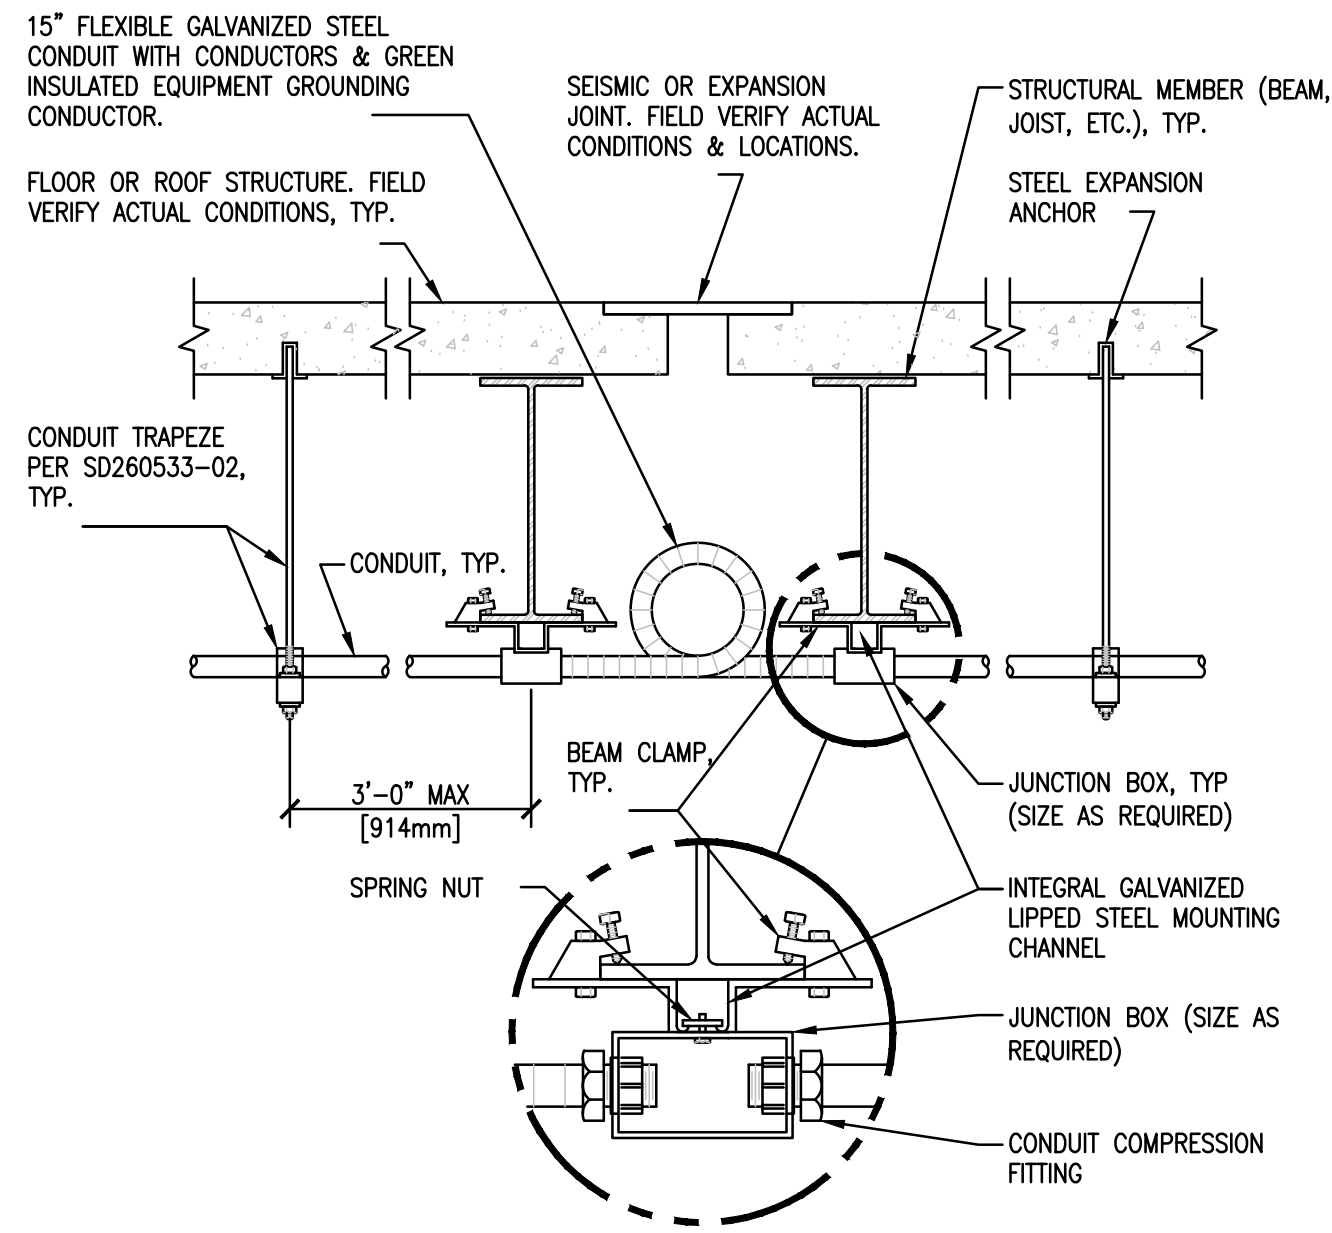 15” FLEXIBLE GALVANIZED STEEL
CONDUIT WITH CONDUCTORS & GREEN
INSULATED EQUIPMENT GROUNDING
CONDUCTOR.
SEISMIC OR EXPANSION
JOINT. FIELD VERIFY ACTUAL
CONDITIONS & LOCATIONS.
STRUCTURAL MEMBER (BEAM,
JOIST, ETC.), TYP.
FLOOR OR ROOF STRUCTURE. FIELD
VERIFY ACTUAL CONDITIONS, TYP.
STEEL EXPANSION
ANCHOR
CONDUIT TRAPEZE
PER SD260533-02,
TYP.
CONDUIT, TYP.
BEAM CLAMP,
TYP.
3'-0” MAX
[914mm]
JUNCTION BOX, TYP
(SIZE AS REQUIRED)
SPRING NUT
INTEGRAL GALVANIZED
LIPPED STEEL MOUNTING
CHANNEL
JUNCTION BOX (SIZE AS
REQUIRED)
CONDUIT COMPRESSION
FITTING